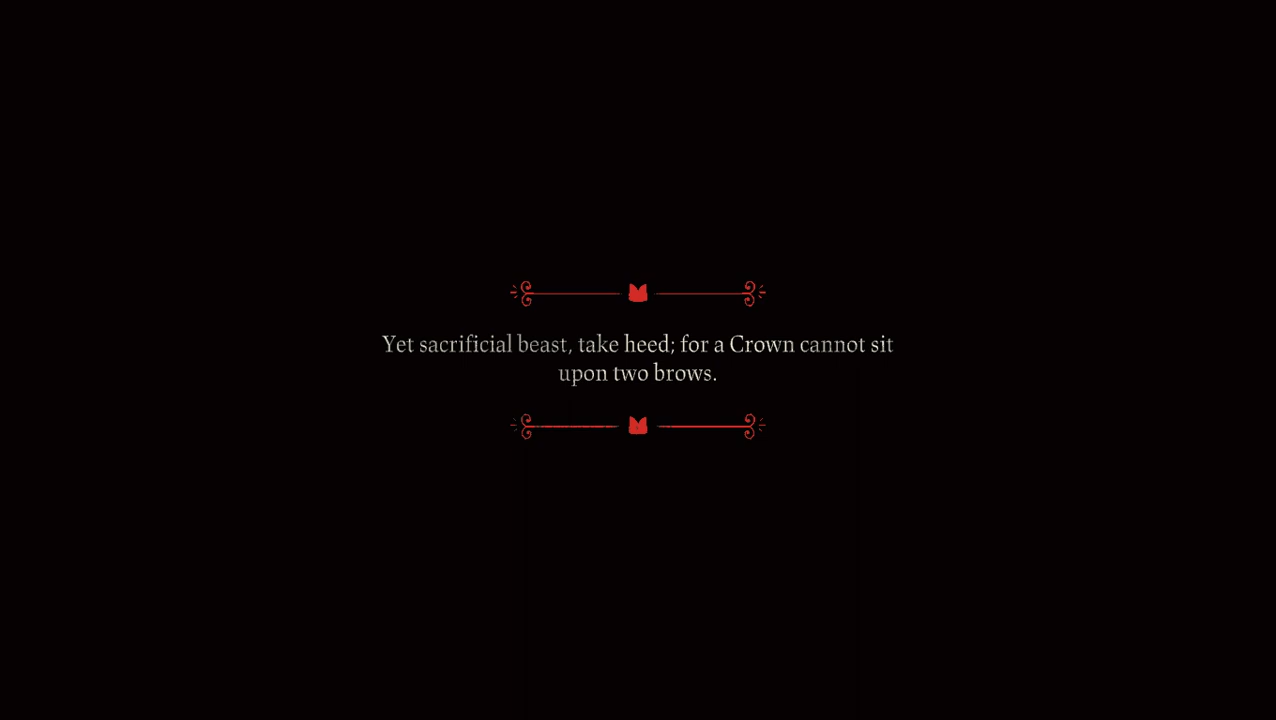 Yet sacrificial beast, take heed; for a Crown cannot sit
upon two brows.